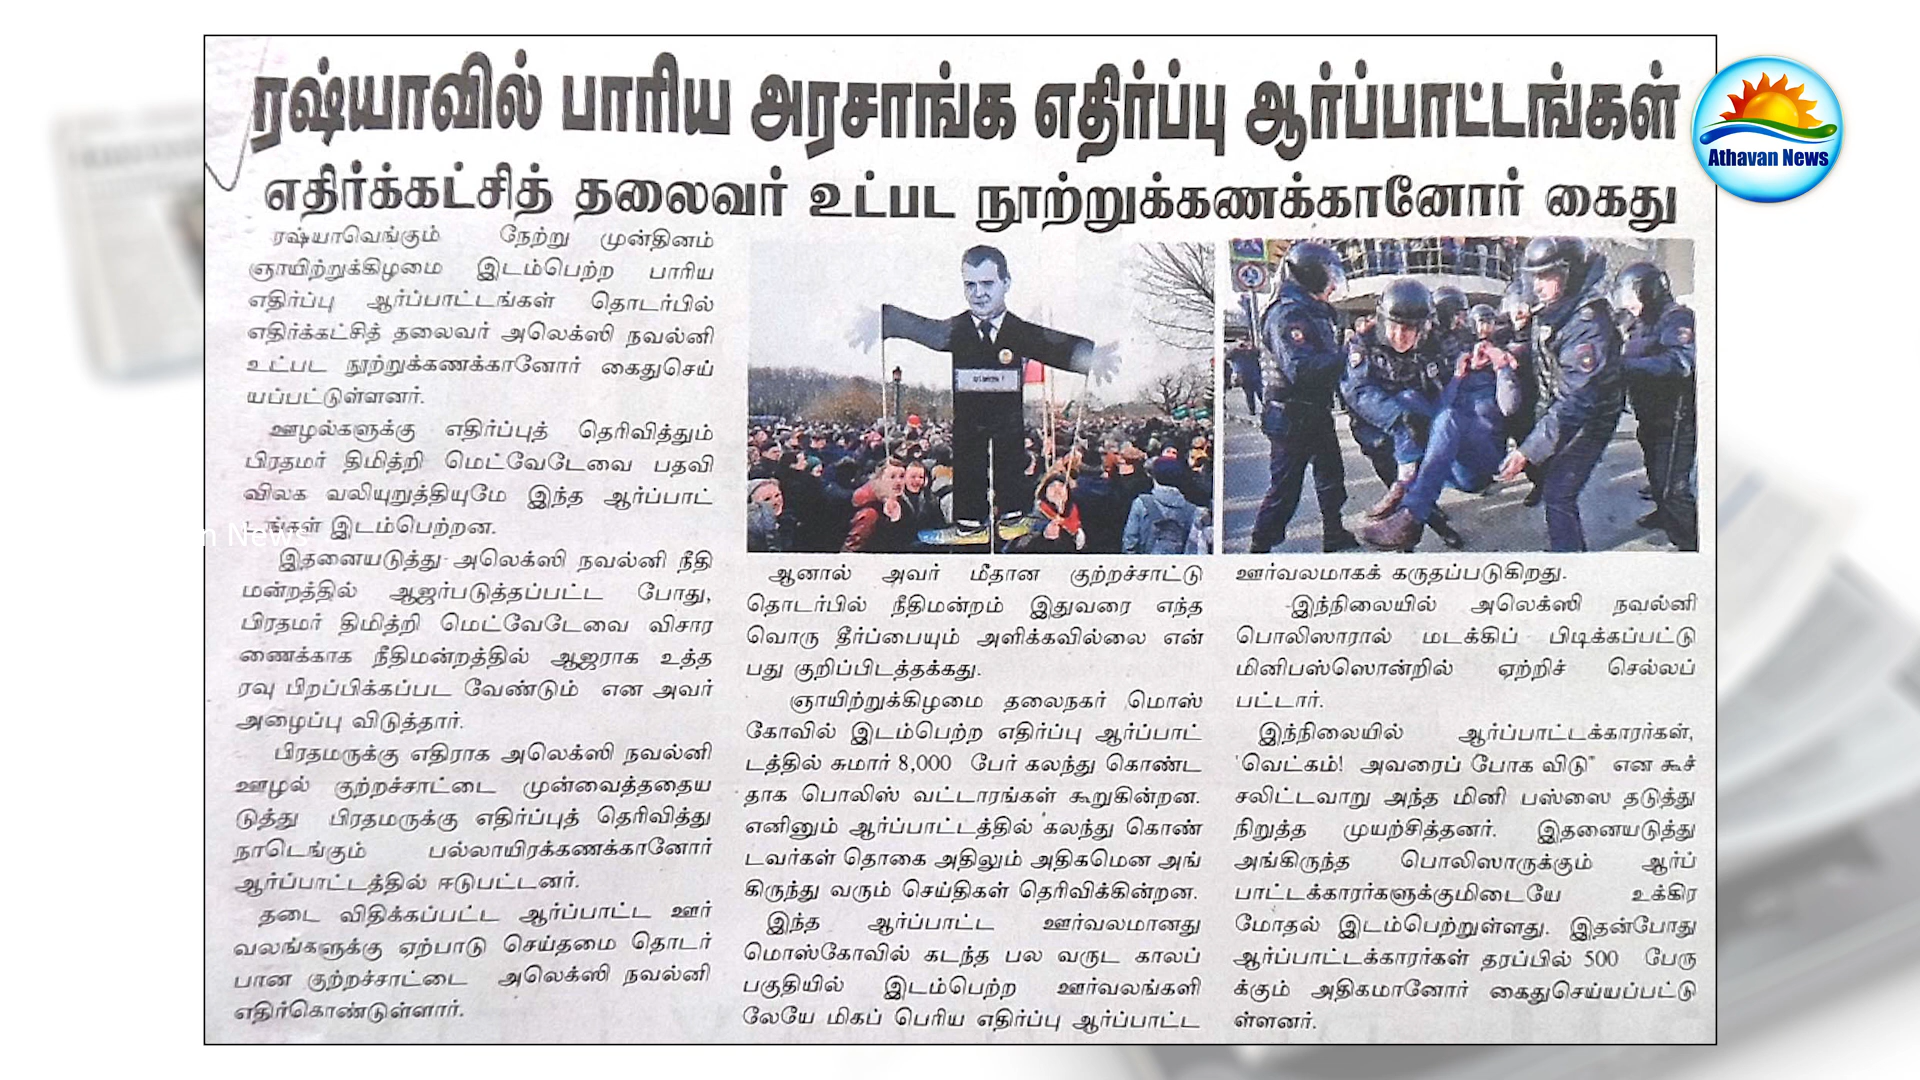 ரஷ்யாவில் பாரிய அரசாங்க எதிர்ப்பு ஆர்ப்பாட்டங்கள்
எதிர்க்கட்சித் தலைவர் உட்பட நூற்றுக்கணக்கானோர் கைது
Athavan News
ரஷ்யாவெங்கும் நேற்று முன்தினம்
ஞாயிற்றுக்கிழமை இடம்பெற்ற பாரிய
எதிர்ப்பு ஆர்ப்பாட்டங்கள் தொடர்பில்
எதிர்க்கட்சித் தலைவர் அலெக்ஸி நவல்னி
உட்பட நூற்றுக்கணக்கானோர் கைதுசெய்
யப்பட்டுள்ளனர்.
ஊழல்களுக்கு எதிர்ப்புத் தெரிவித்தும்
பிரதமர் திமித்றி மெட்வேடேவை பதவி
விலக வலியுறுத்தியுமே இந்த ஆர்ப்பாட்
டங்கள் இடம்பெற்றன.
n News
இதனையடுத்து- அலெக்ஸி நவல்னி நீதி
மன்றத்தில் ஆஜர்படுத்தப்பட்ட போது,
பிரதமர் திமித்றி மெட்வேடேவை விசார
ணைக்காக நீதிமன்றத்தில் ஆஜராக உத்த
ரவு பிறப்பிக்கப்பட வேண்டும் என அவர்
அழைப்பு விடுத்தார்.
பிரதமருக்கு எதிராக அலெக்ஸி நவல்னி
ஊழல் குற்றச்சாட்டை முன்வைத்ததைய
டுத்து பிரதமருக்கு எதிர்ப்புத் தெரிவித்து
நாடெங்கும் பல்லாயிரக்கணக்கானோர்
ஆர்ப்பாட்டத்தில் ஈடுபட்டனர்.
தடை விதிக்கப்பட்ட ஆர்ப்பாட்ட ஊர்
வலங்களுக்கு ஏற்பாடு செய்தமை தொடர்
பான குற்றச்சாட்டை அலெக்ஸி நவல்னி
எதிர்கொண்டுள்ளார்.
ஆனால் அவர் மீதான குற்றச்சாட்டு
தொடர்பில் நீதிமன்றம் இதுவரை எந்த
வொரு தீர்ப்பையும் அளிக்கவில்லை என்
பது குறிப்பிடத்தக்கது.
ஞாயிற்றுக்கிழமை தலைநகர் மொஸ்
கோவில் இடம்பெற்ற எதிர்ப்பு ஆர்ப்பாட்
டத்தில் சுமார் 8,000 பேர் கலந்து கொண்ட
தாக பொலிஸ் வட்டாரங்கள் கூறுகின்றன.
எனினும் ஆர்ப்பாட்டத்தில் கலந்து கொண்
டவர்கள் தொகை அதிலும் அதிகமென அங்
கிருந்து வரும் செய்திகள் தெரிவிக்கின்றன.
இந்த ஆர்ப்பாட்ட ஊர்வலமானது
மொஸ்கோவில் கடந்த பல வருட காலப்
பகுதியில் இடம்பெற்ற ஊர்வலங்களி
லேயே மிகப் பெரிய எதிர்ப்பு ஆர்ப்பாட்ட
ஊர்வலமாகக் கருதப்படுகிறது.
-இந்நிலையில் அலெக்ஸி நவல்னி
பொலிஸாரால் மடக்கிப் பிடிக்கப்பட்டு
மினிபஸ்ஸொன்றில் ஏற்றிச் செல்லப்
பட்டார்.
இந்நிலையில் ஆர்ப்பாட்டக்காரர்கள்,
'வெட்கம்! அவரைப் போக விடு" என கூச்
சலிட்டவாறு அந்த மினி பஸ்ஸை தடுத்து
நிறுத்த முயற்சித்தனர். இதனையடுத்து
அங்கிருந்த பொலிஸாருக்கும் ஆர்ப்
பாட்டக்காரர்களுக்குமிடையே உக்கிர
மோதல் இடம்பெற்றுள்ளது. இதன்போது
ஆர்ப்பாட்டக்காரர்கள் தரப்பில் 500 பேரு
க்கும் அதிகமானோர் கைதுசெய்யப்பட்டு
ள்ளனர்.